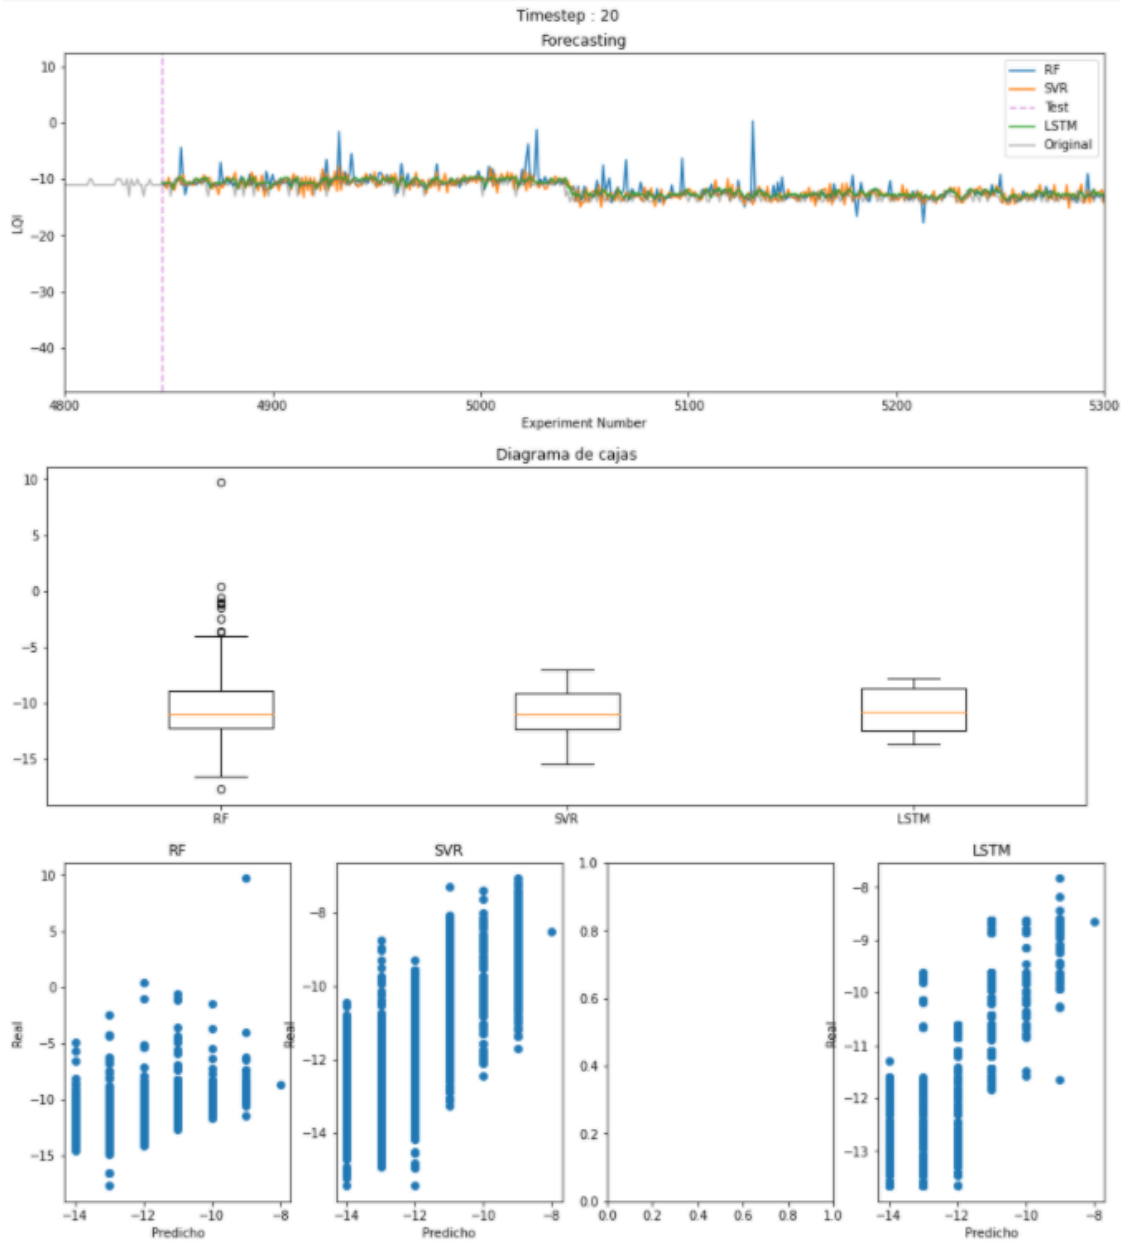 Timestep : 20
Forecasting
10
0
−10
−20
−30
−40
LQI
RF
SVR
Test
LSTM
Original
4800 4900 5000 5100 5200 5300
Experiment Number
Diagrama de cajas
10
5
0
−5
−10
−15
RF SVR LSTM
RF
10
5
0
−5
−10
−15
Real
−14 −12 −10 −8
Predicho
SVR
−8
−10
−12
−14
Real
−14 −12 −10 −8
1.0
0.8
0.6
0.4
0.2
0.0
0.0 0.2 0.4 0.6 0.8 1.0
LSTM
−8
−9
−10
−11
−12
−13
Real
−14 −12 −10 −8
Predicho